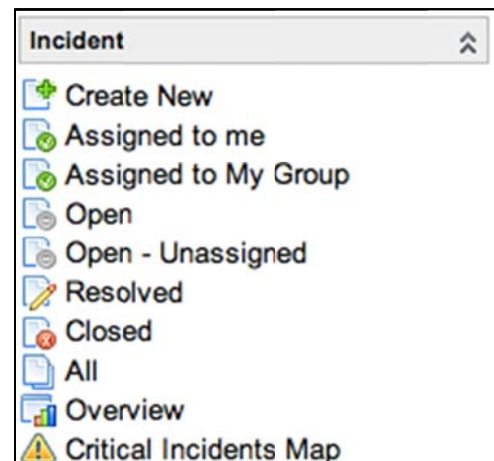 Incident
Create New
Assigned to me
Assigned to My Group
Open
Open - Unassigned
Resolved
Closed
All
Overview
Critical Incidents Map